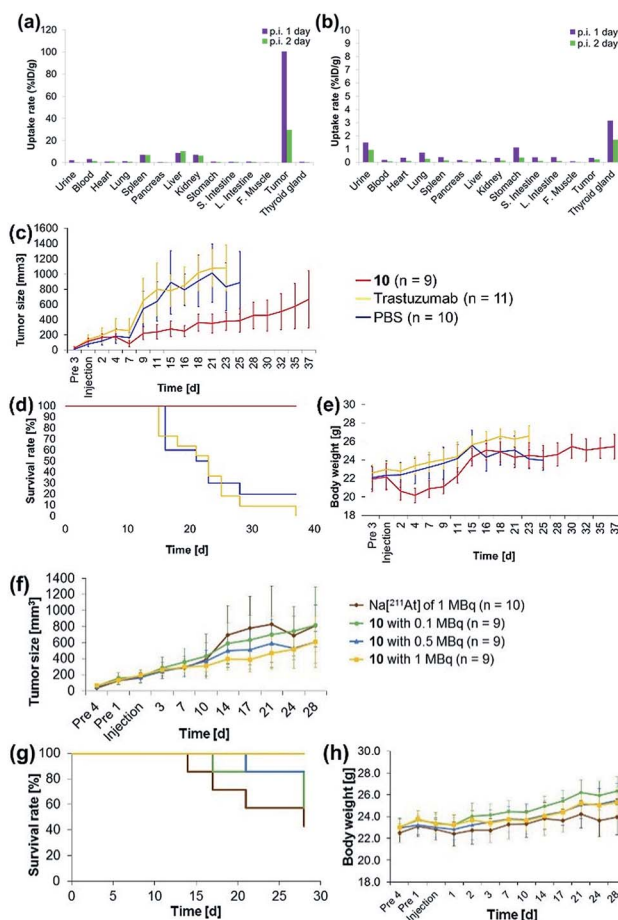 (a)
p.i. 1 day
p.i. 2 day
Uptake rate (%ID/g)
120
100
80
60
40
20
0
Urine
Blood
Heart
Lung
Spleen
Pancreas
Liver
Kidney
Stomach
S. Intestine
L. Intestine
F. Muscle
Tumor
Thyroid gland
(b)
p.i. 1 day
p.i. 2 day
Uptake rate (%ID/g)
10
9
8
7
6
5
4
3
2
1
0
Urine
Blood
Heart
Lung
Spleen
Pancreas
Liver
Kidney
Stomach
S. Intestine
L. Intestine
F. Muscle
Tumor
Thyroid gland
(c)
Tumor size [mm3]
1600
1400
1200
1000
800
600
400
200
0
Pre 3
Injection
2
4
7
9
11
15
16
18
21
23
25
28
30
32
35
37
Time [d]
10 (n = 9)
Trastuzumab (n = 11)
PBS (n = 10)
(d)
Survival rate [%]
100
90
80
70
60
50
40
30
20
10
0
0
10
20
30
40
Time [d]
(e)
Body weight [g]
28
26
24
22
20
18
Pre 3
Injection
2
4
7
9
11
14
16
18
21
23
25
28
30
32
35
37
Time [d]
(f)
Tumor size [mm³]
1400
1200
1000
800
600
400
200
0
Pre 4
Pre 1
Injection
3
7
10
14
17
21
24
28
Time [d]
Na[²¹¹At] of 1 MBq (n = 10)
10 with 0.1 MBq (n = 9)
10 with 0.5 MBq (n = 9)
10 with 1 MBq (n = 9)
(g)
Survival rate [%]
100
80
60
40
20
0
0
5
10
15
20
25
30
Time [d]
(h)
Body weight [g]
30.0
28.0
26.0
24.0
22.0
20.0
18.0
Pre 4
Pre 1
Injection
1
2
3
7
10
14
17
21
24
28
Time [d]